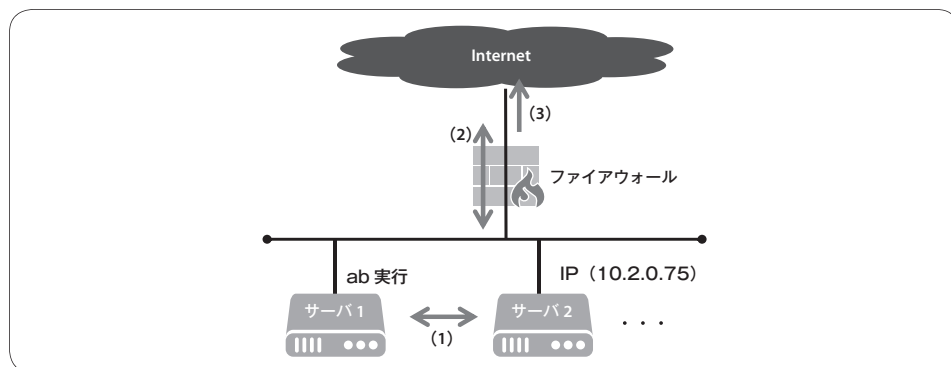 Internet
(3)
(2)
ファイアウォール
ab 実行
IP（10.2.0.75）
サーバ 1
サーバ 2
(1)
・・・